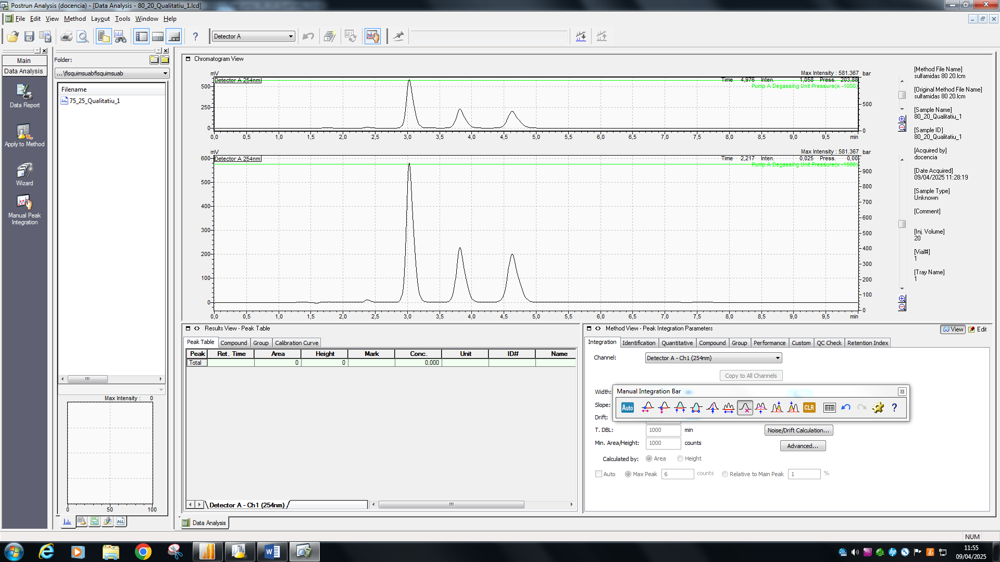 Postrun Analysis (docencia) - [Data Analysis - 80_20_Qualitatiu_1.lcd]
File Edit View Method Layout Tools Window Help
Detector A
Main
Data Analysis
Data Report
Apply to Method
Wizard
Manual Peak
Integration
Folder:
...\fisquimsuabfisquimsuab
Filename
75_25_Qualitatiu_1
Max Intensity : 0
0 50 100
Chromatogram View
mV
Max Intensity : 581.367 bar
Detector A 254nm
Time 4,976 Inten. 1,058 Press. 203,88
Pump A Degassing Unit Pressure(x -1000)
500
250
0
500
0
0,0 0,5 1,0 1,5 2,0 2,5 3,0 3,5 4,0 4,5 5,0 5,5 6,0 6,5 7,0 7,5 8,0 8,5 9,0 9,5 min
mV
Max Intensity : 581.367 bar
Detector A 254nm
Time 2,217 Inten. 0,025 Press. 0,00
Pump A Degassing Unit Pressure(x -1000)
600
500
400
300
200
100
0
900
800
700
600
500
400
300
200
100
0
0,0 0,5 1,0 1,5 2,0 2,5 3,0 3,5 4,0 4,5 5,0 5,5 6,0 6,5 7,0 7,5 8,0 8,5 9,0 9,5 min
[Method File Name]
sulfamidas 80 20.lcm
[Original Method File Name]
sulfamidas 80 20.lcm
[Sample Name]
80_20_Qualitatiu_1
[Sample ID]
80_20_Qualitatiu_1
[Acquired by]
docencia
[Date Acquired]
09/04/2025 11:28:19
[Sample Type]
Unknown
[Comment]
[Inj. Volume]
20
[Vial#]
1
[Tray Name]
1
Results View - Peak Table
Peak Table Compound Group Calibration Curve
Peak Ret. Time Area Height Mark Conc. Unit ID# Name
Total 0 0 0,000
Detector A - Ch1 (254nm)
Method View - Peak Integration Parameters
View Edit
Integration Identification Quantitative Compound Group Performance Custom QC Check Retention Index
Channel: Detector A - Ch1 (254nm)
Copy to All Channels
Width:
Manual Integration Bar
Slope:
Auto CLR ?
Drift:
T. DBL: 1000 min
Noise/Drift Calculation...
Min. Area/Height: 1000 counts
Advanced...
Calculated by: Area Height
Auto Max Peak 6 counts Relative to Main Peak 1 %
ALL
Data Analysis
NUM
11:55
09/04/2025